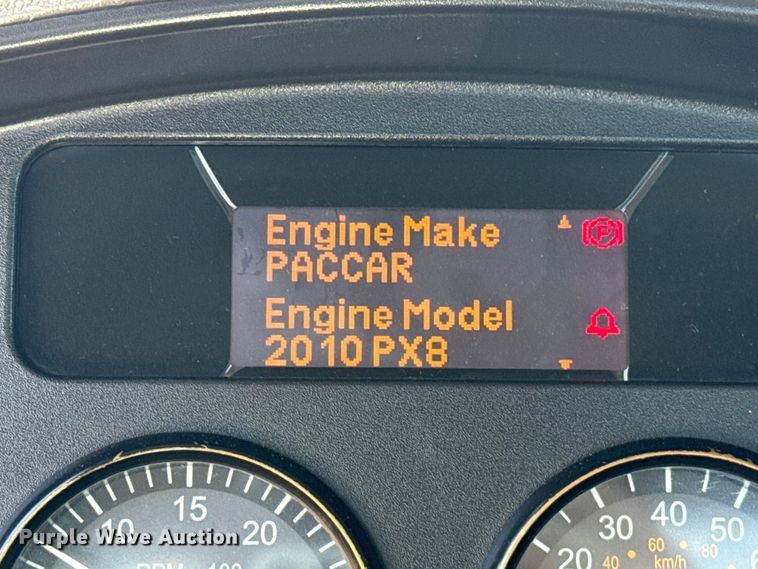 Engine Make
PACCAR
Engine Model
2010 PX8
P
10 15 20
20 30 40 50
40 60 80
km/h
Purple Wave Auction